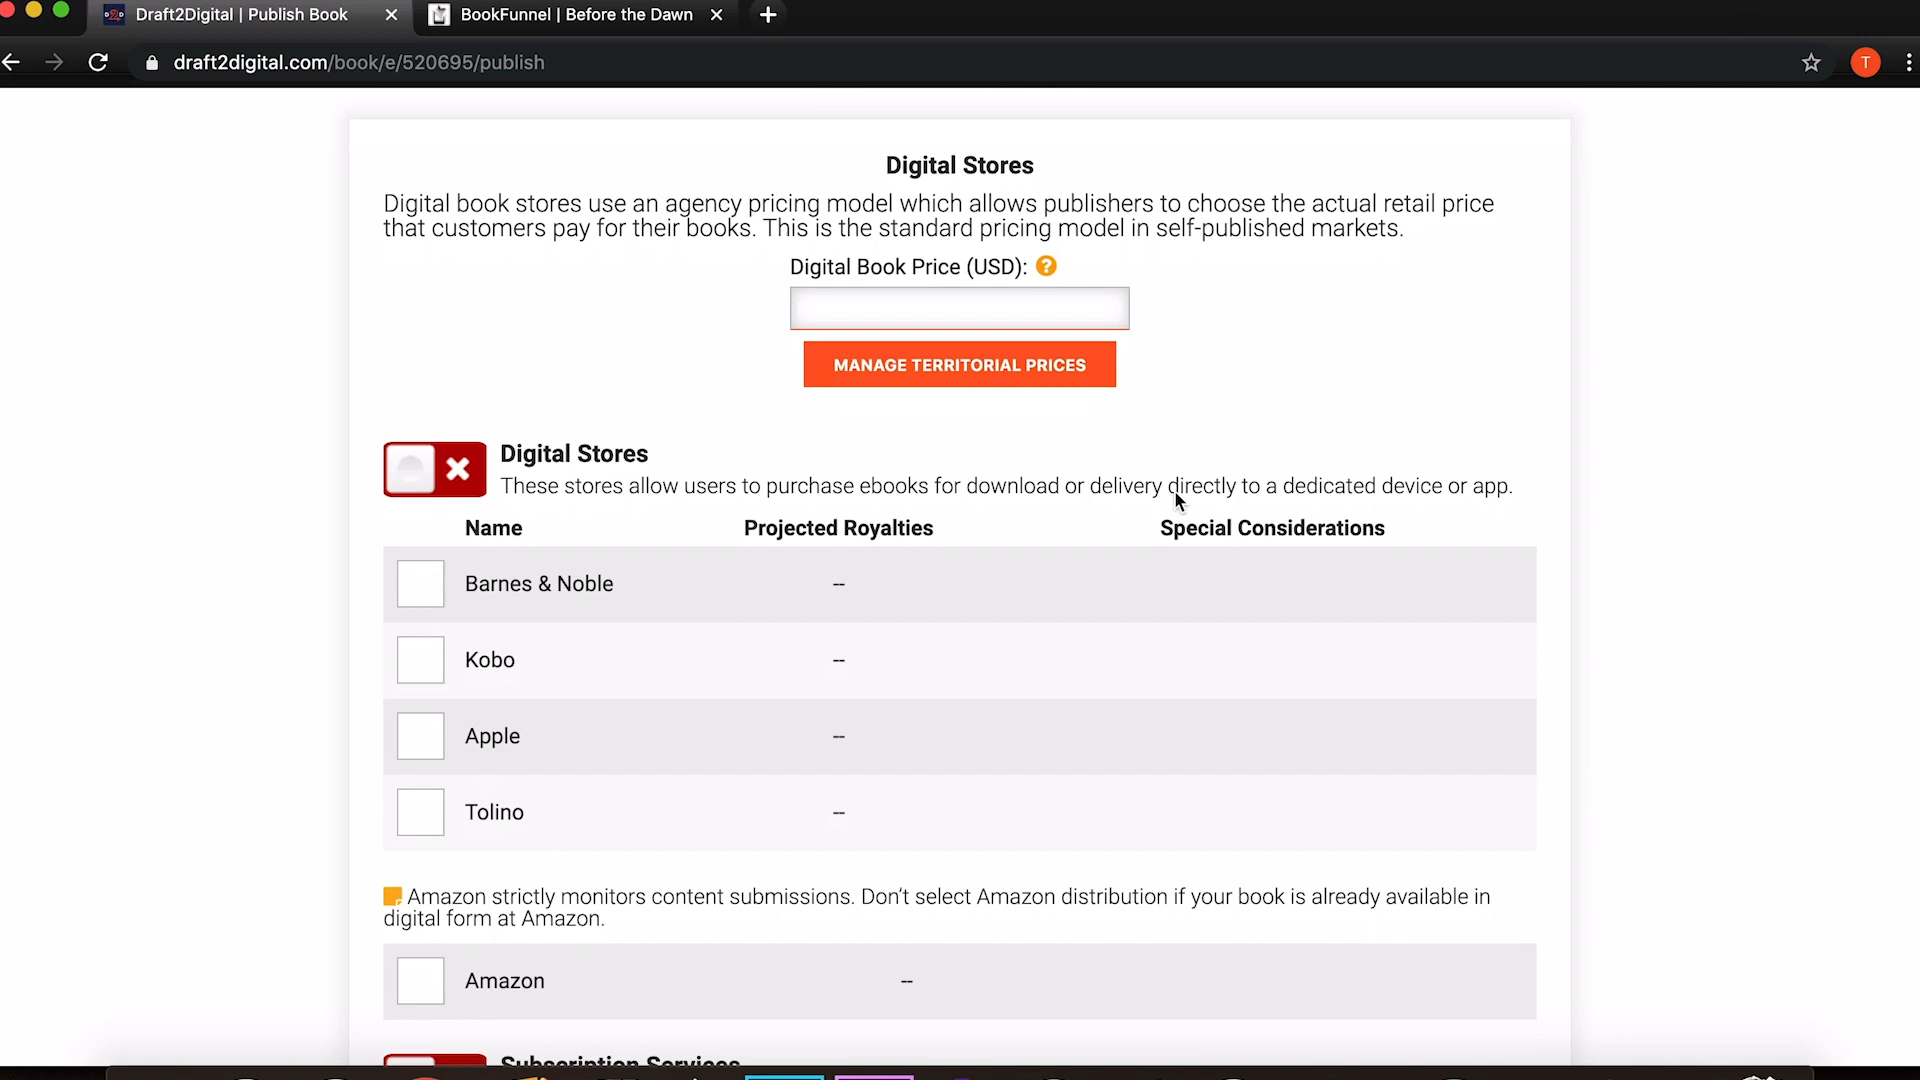 Draft2Digital | Publish Book
BookFunnel | Before the Dawn
draft2digital.com/book/e/520695/publish
T
Digital Stores
Digital book stores use an agency pricing model which allows publishers to choose the actual retail price
that customers pay for their books. This is the standard pricing model in self-published markets.
Digital Book Price (USD): ?
MANAGE TERRITORIAL PRICES
Digital Stores
These stores allow users to purchase ebooks for download or delivery directly to a dedicated device or app.
Name Projected Royalties Special Considerations
Barnes & Noble --
Kobo --
Apple --
Tolino --
Amazon strictly monitors content submissions. Don't select Amazon distribution if your book is already available in
digital form at Amazon.
Amazon --
Subscription Services